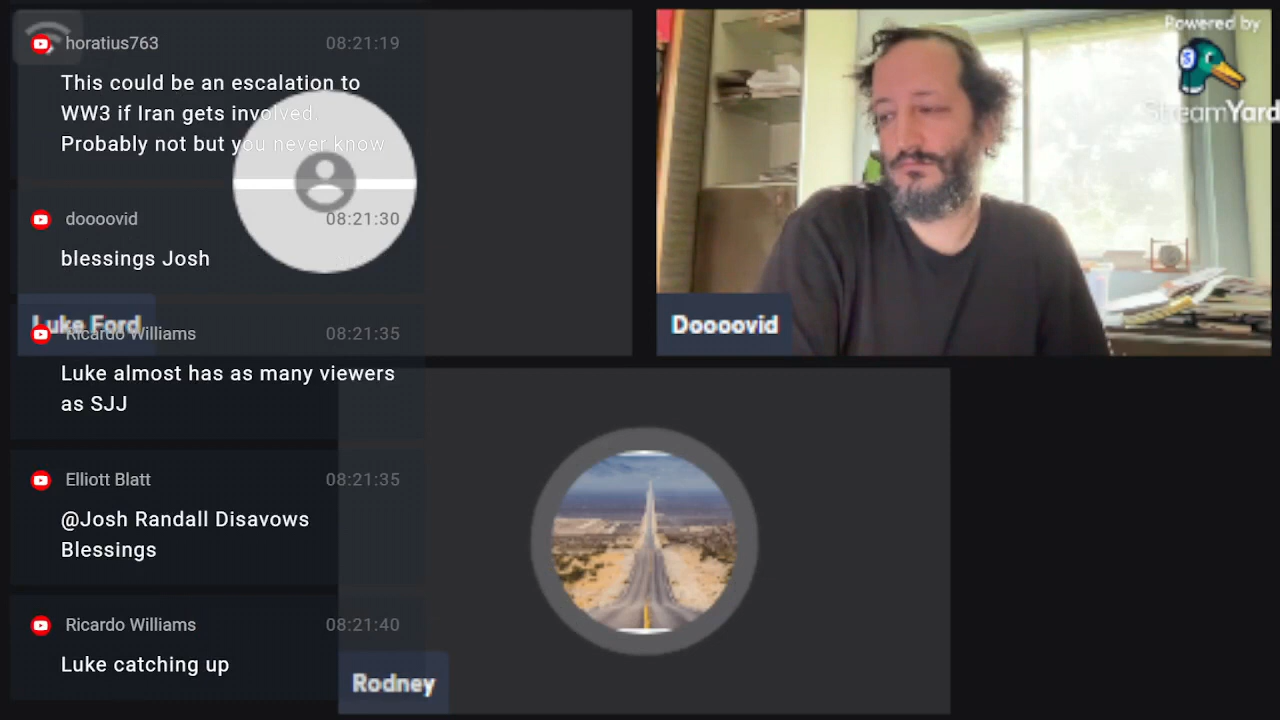 horatius763 08:21:19
This could be an escalation to
WW3 if Iran gets involved.
Probably not but you never know
doooovid 08:21:30
blessings Josh
Luke Ford
Ricardo Williams 08:21:35
Luke almost has as many viewers
as SJJ
Elliott Blatt 08:21:35
@Josh Randall Disavows
Blessings
Ricardo Williams 08:21:40
Luke catching up
Powered by
StreamYard
Doooovid
Rodney